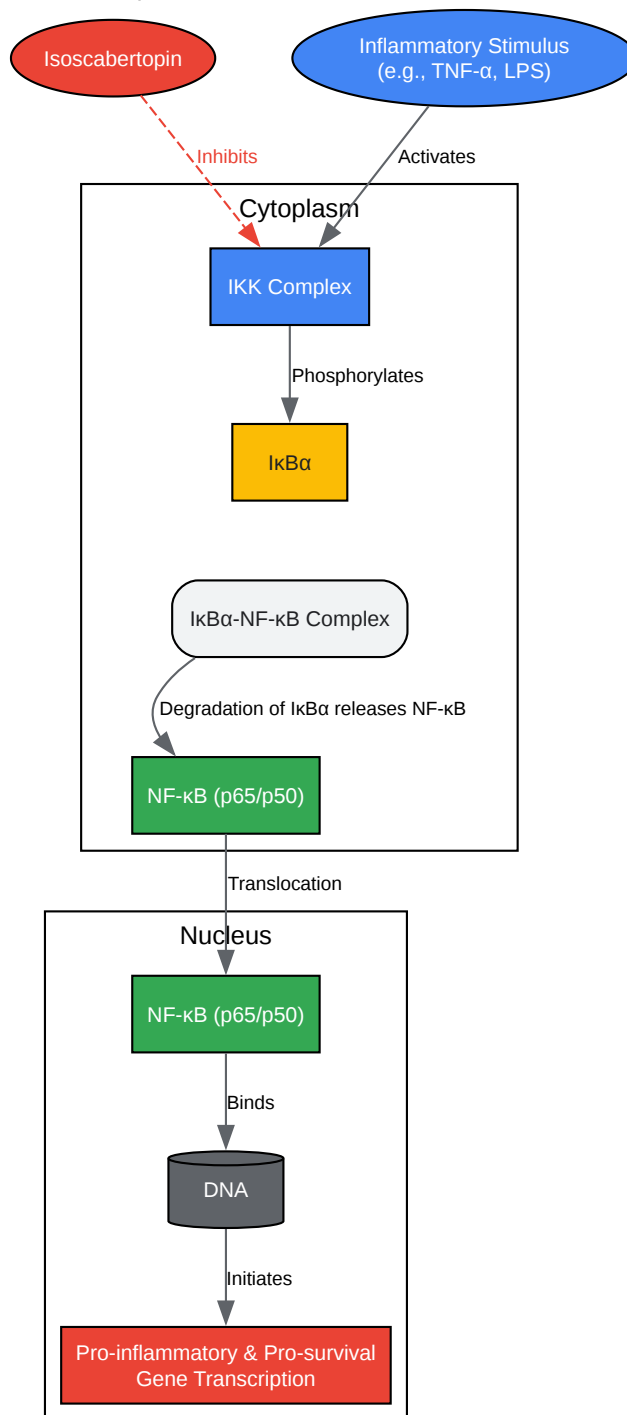 Isoscabertopin
Inflammatory Stimulus
(e.g., TNF-α, LPS)
Inhibits
Activates
Cytoplasm
IKK Complex
Phosphorylates
IκBα
IκBα-NF-κB Complex
Degradation of IκBα releases NF-κB
NF-κB (p65/p50)
Translocation
Nucleus
NF-κB (p65/p50)
Binds
DNA
Initiates
Pro-inflammatory & Pro-survival
Gene Transcription